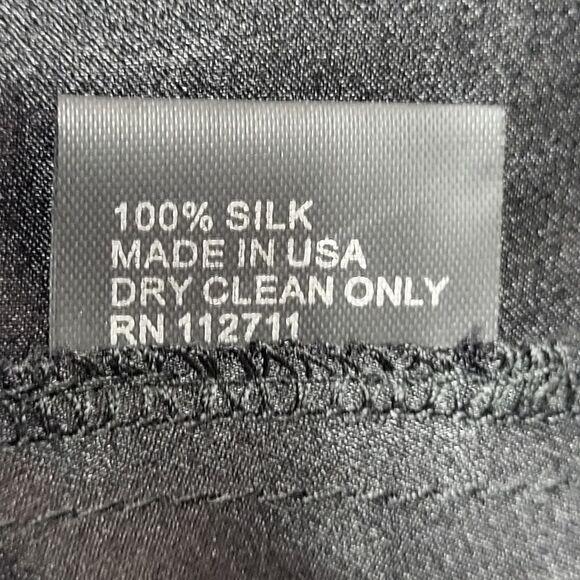 100% SILK
MADE IN USA
DRY CLEAN ONLY
RN 112711